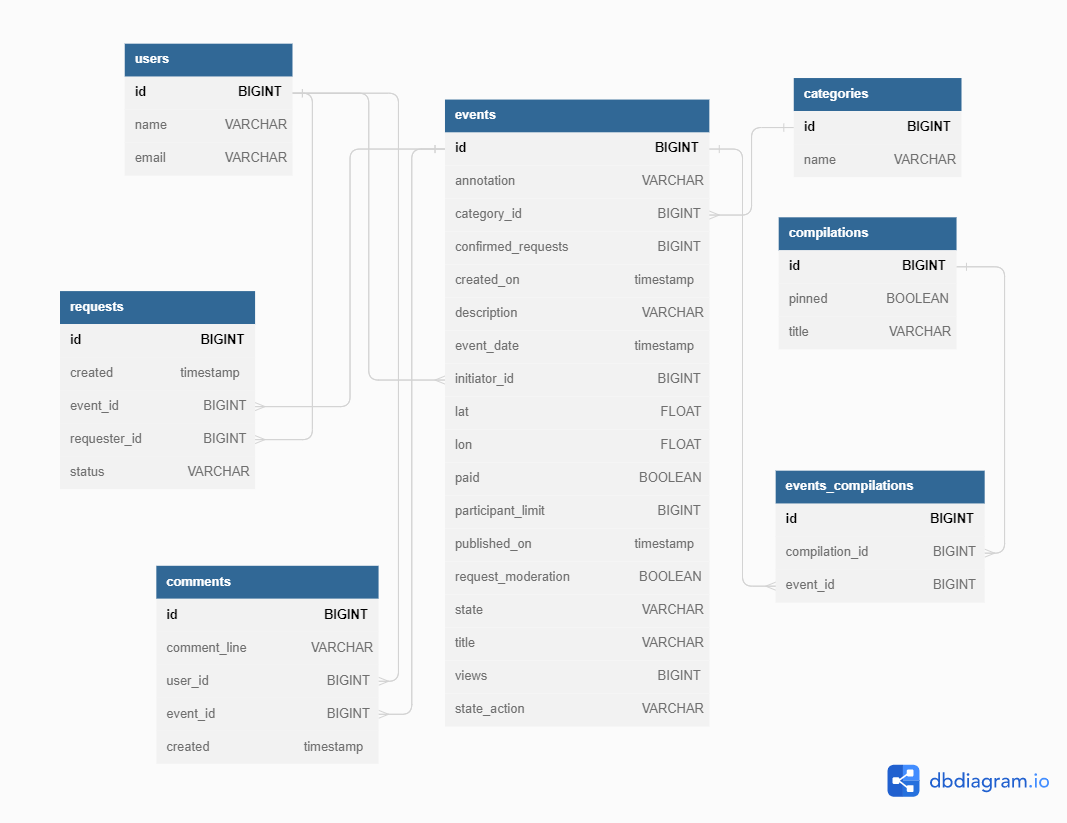 users
id BIGINT
name VARCHAR
email VARCHAR
requests
id BIGINT
created timestamp
event_id BIGINT
requester_id BIGINT
status VARCHAR
comments
id BIGINT
comment_line VARCHAR
user_id BIGINT
event_id BIGINT
created timestamp
events
id BIGINT
annotation VARCHAR
category_id BIGINT
confirmed_requests BIGINT
created_on timestamp
description VARCHAR
event_date timestamp
initiator_id BIGINT
lat FLOAT
lon FLOAT
paid BOOLEAN
participant_limit BIGINT
published_on timestamp
request_moderation BOOLEAN
state VARCHAR
title VARCHAR
views BIGINT
state_action VARCHAR
categories
id BIGINT
name VARCHAR
compilations
id BIGINT
pinned BOOLEAN
title VARCHAR
events_compilations
id BIGINT
compilation_id BIGINT
event_id BIGINT
dbdiagram.io